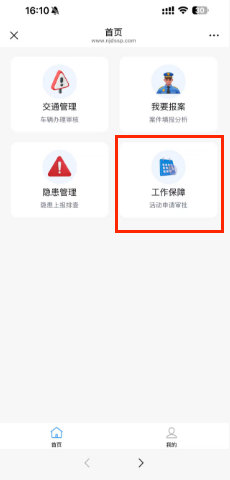 16:10
30
首页
www.njdxxp.com
交通管理
车辆办理审核
我要报案
案件填报分析
隐患管理
隐患上报排查
工作保障
活动申请审批
首页
我的